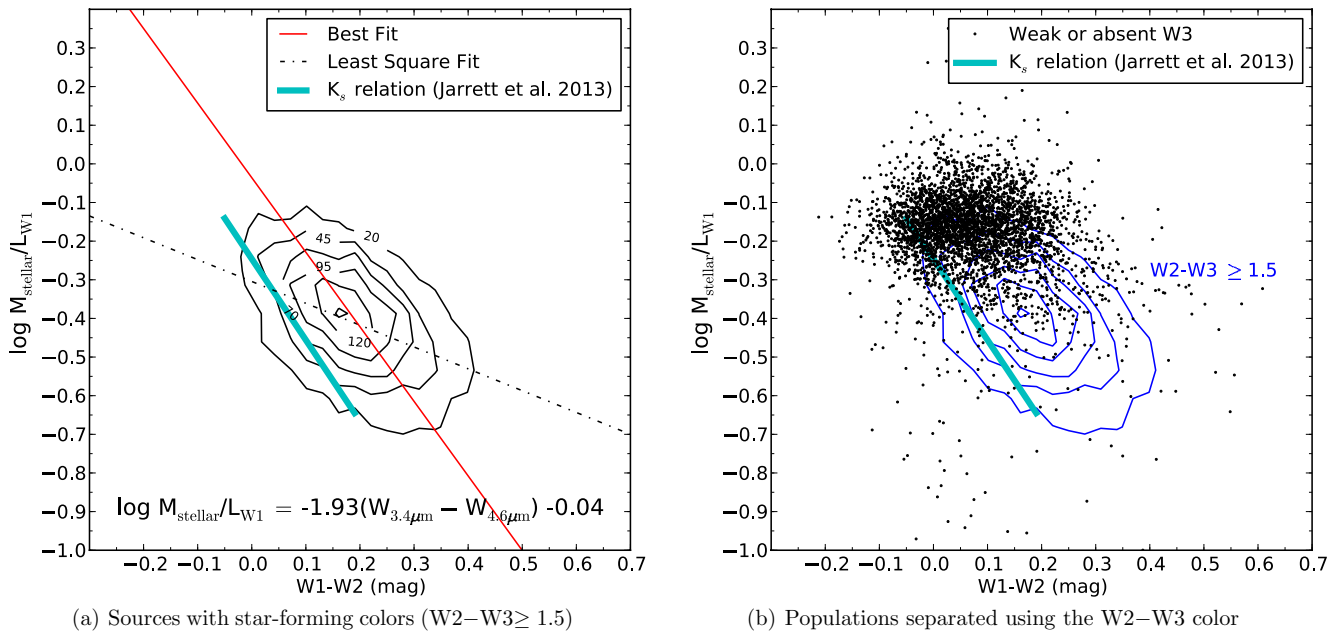 Best Fit
Least Square Fit
Kₛ relation (Jarrett et al. 2013)
0.3
0.2
0.1
0.0
−0.1
−0.2
−0.3
−0.4
−0.5
−0.6
−0.7
−0.8
−0.9
−1.0
log M_stellar/L_W1
20
45
95
70
120
log M_stellar/L_W1 = -1.93(W_3.4μm − W_4.6μm) -0.04
−0.2 −0.1 0.0 0.1 0.2 0.3 0.4 0.5 0.6 0.7
W1-W2 (mag)
(a) Sources with star-forming colors (W2−W3≥ 1.5)
Weak or absent W3
Kₛ relation (Jarrett et al. 2013)
0.3
0.2
0.1
0.0
−0.1
−0.2
−0.3
−0.4
−0.5
−0.6
−0.7
−0.8
−0.9
−1.0
log M_stellar/L_W1
W2-W3 ≥ 1.5
−0.2 −0.1 0.0 0.1 0.2 0.3 0.4 0.5 0.6 0.7
W1-W2 (mag)
(b) Populations separated using the W2−W3 color